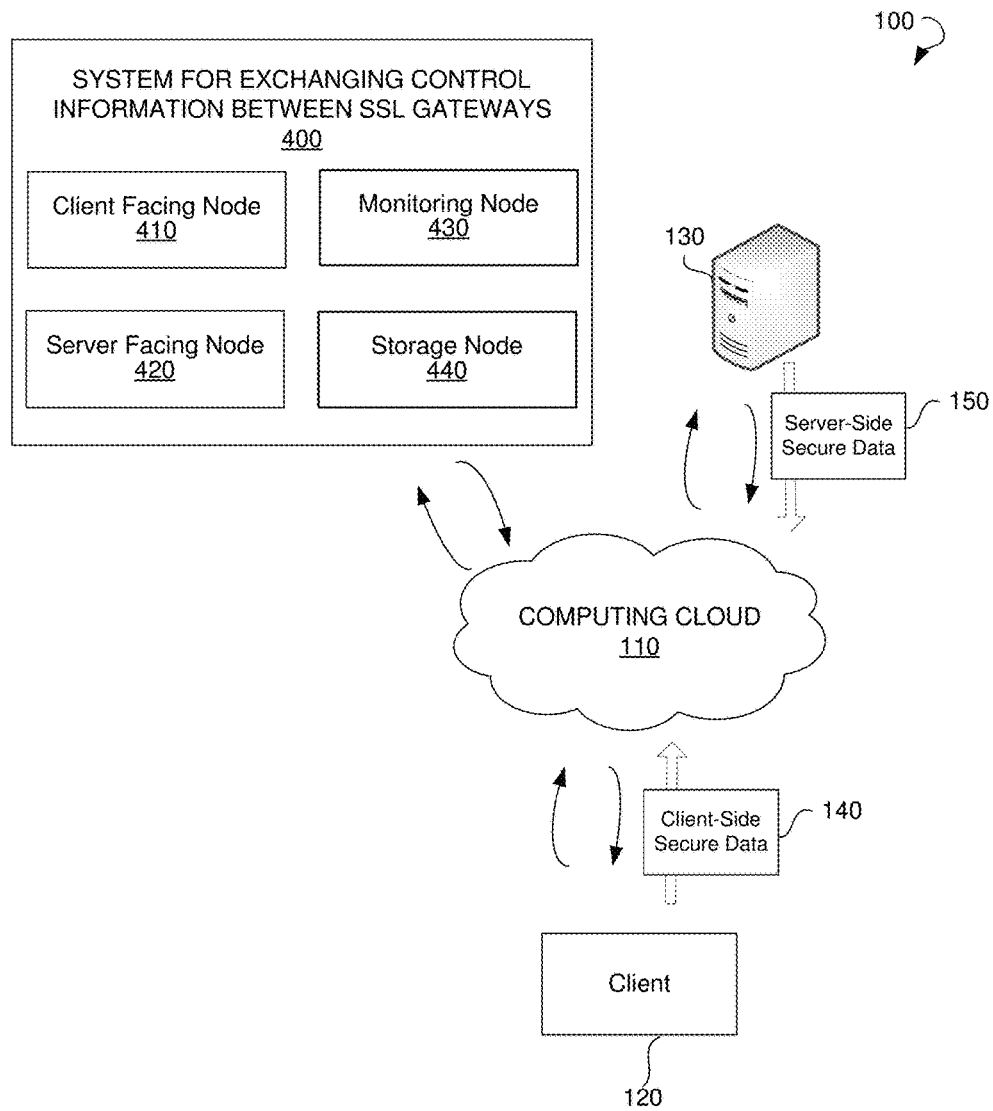 100
SYSTEM FOR EXCHANGING CONTROL
INFORMATION BETWEEN SSL GATEWAYS
400
Client Facing Node
410
Monitoring Node
430
Server Facing Node
420
Storage Node
440
130
Server-Side
Secure Data
150
COMPUTING CLOUD
110
Client-Side
Secure Data
140
Client
120